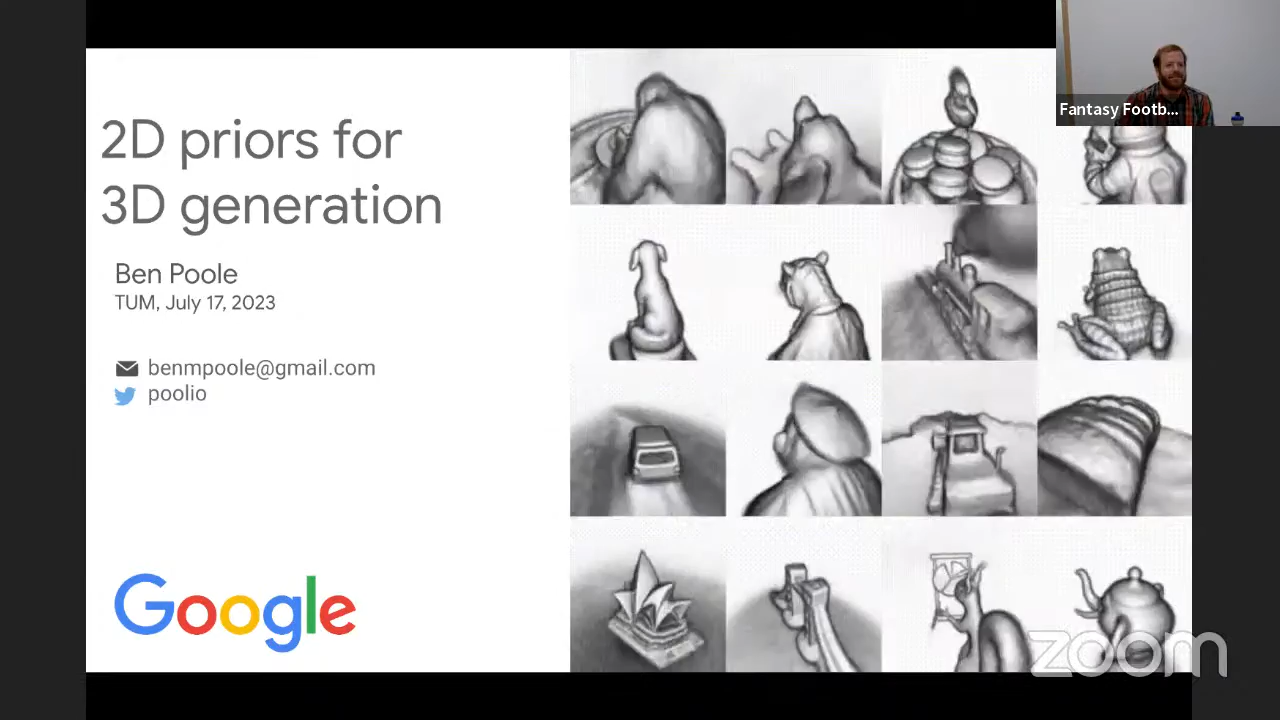 2D priors for
3D generation
Ben Poole
TUM, July 17, 2023
benmpoole@gmail.com
poolio
Google
Fantasy Footb...
zoom